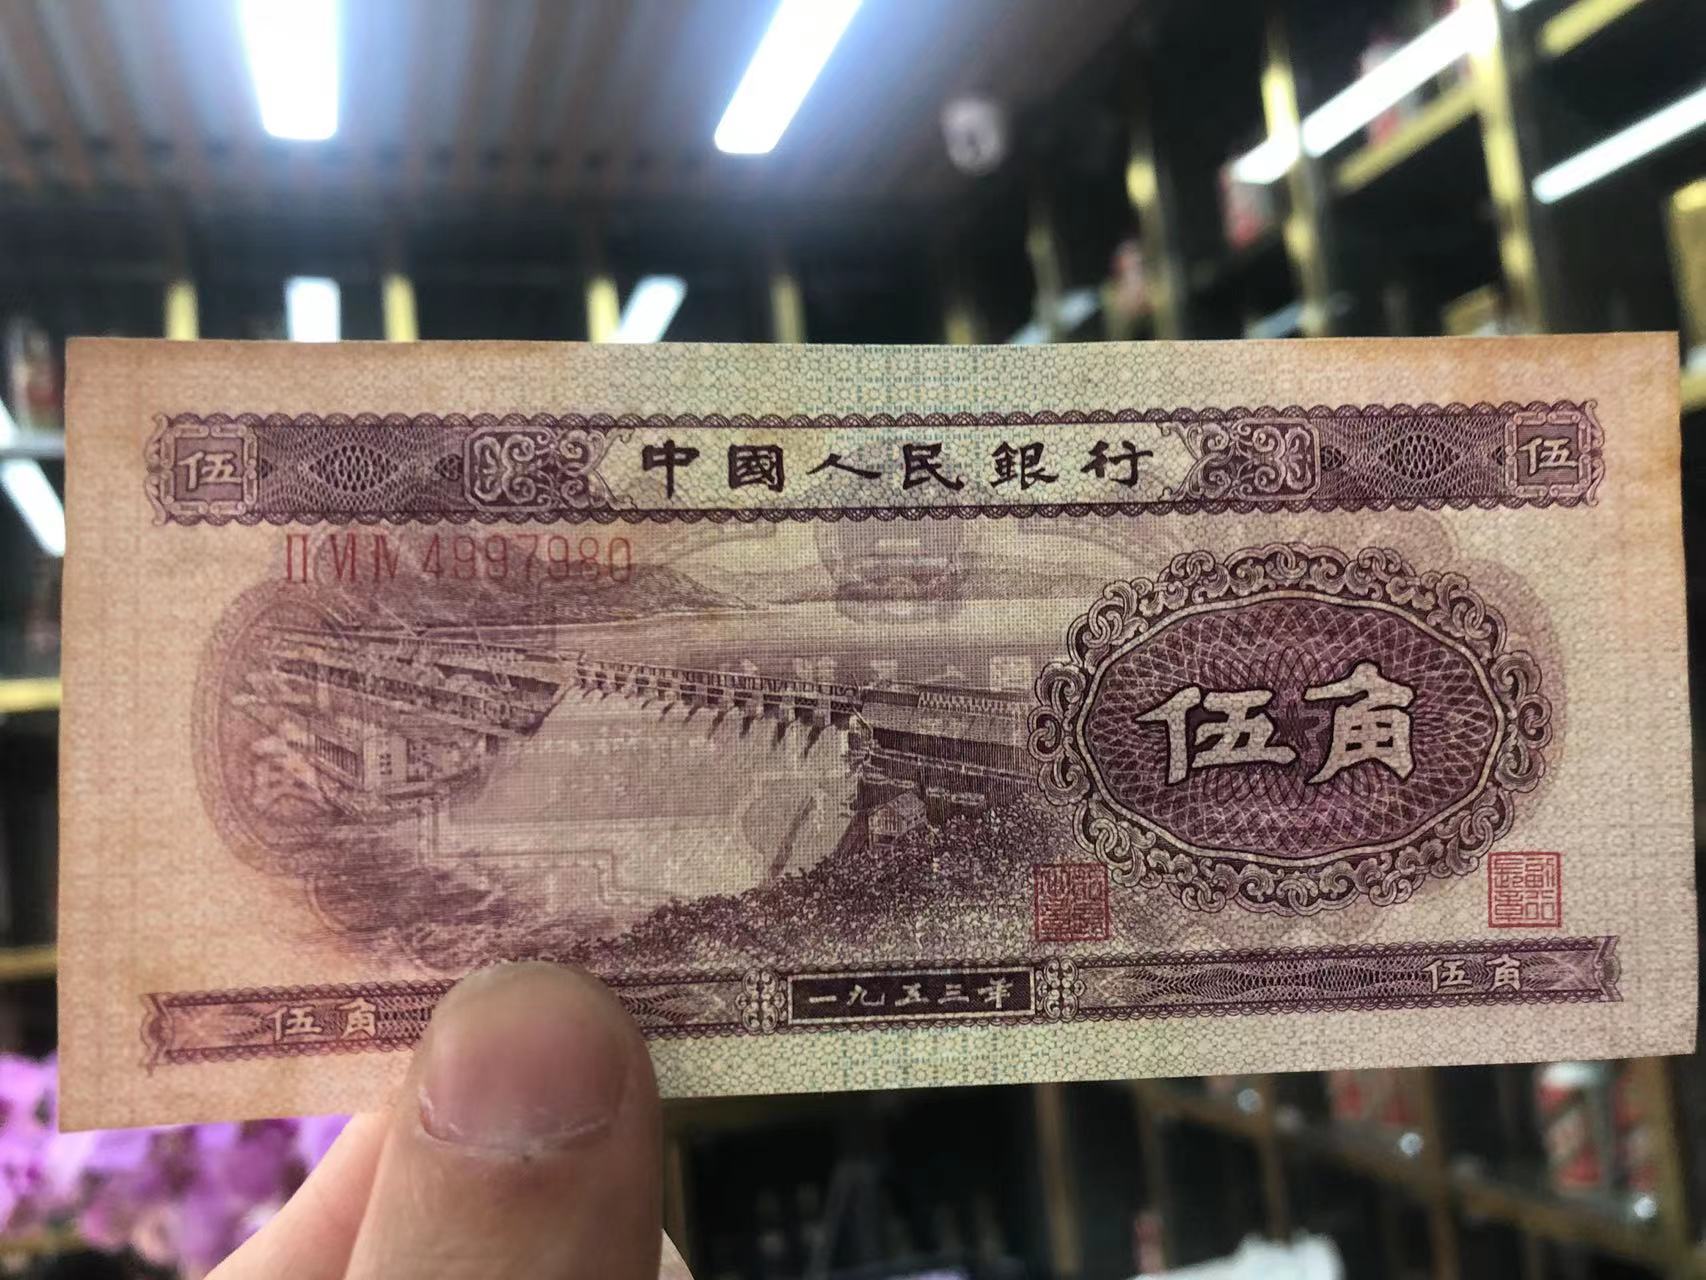 伍 中國人民銀行 伍
II VI IV 4997980
伍角
伍角 一九五三年 伍角